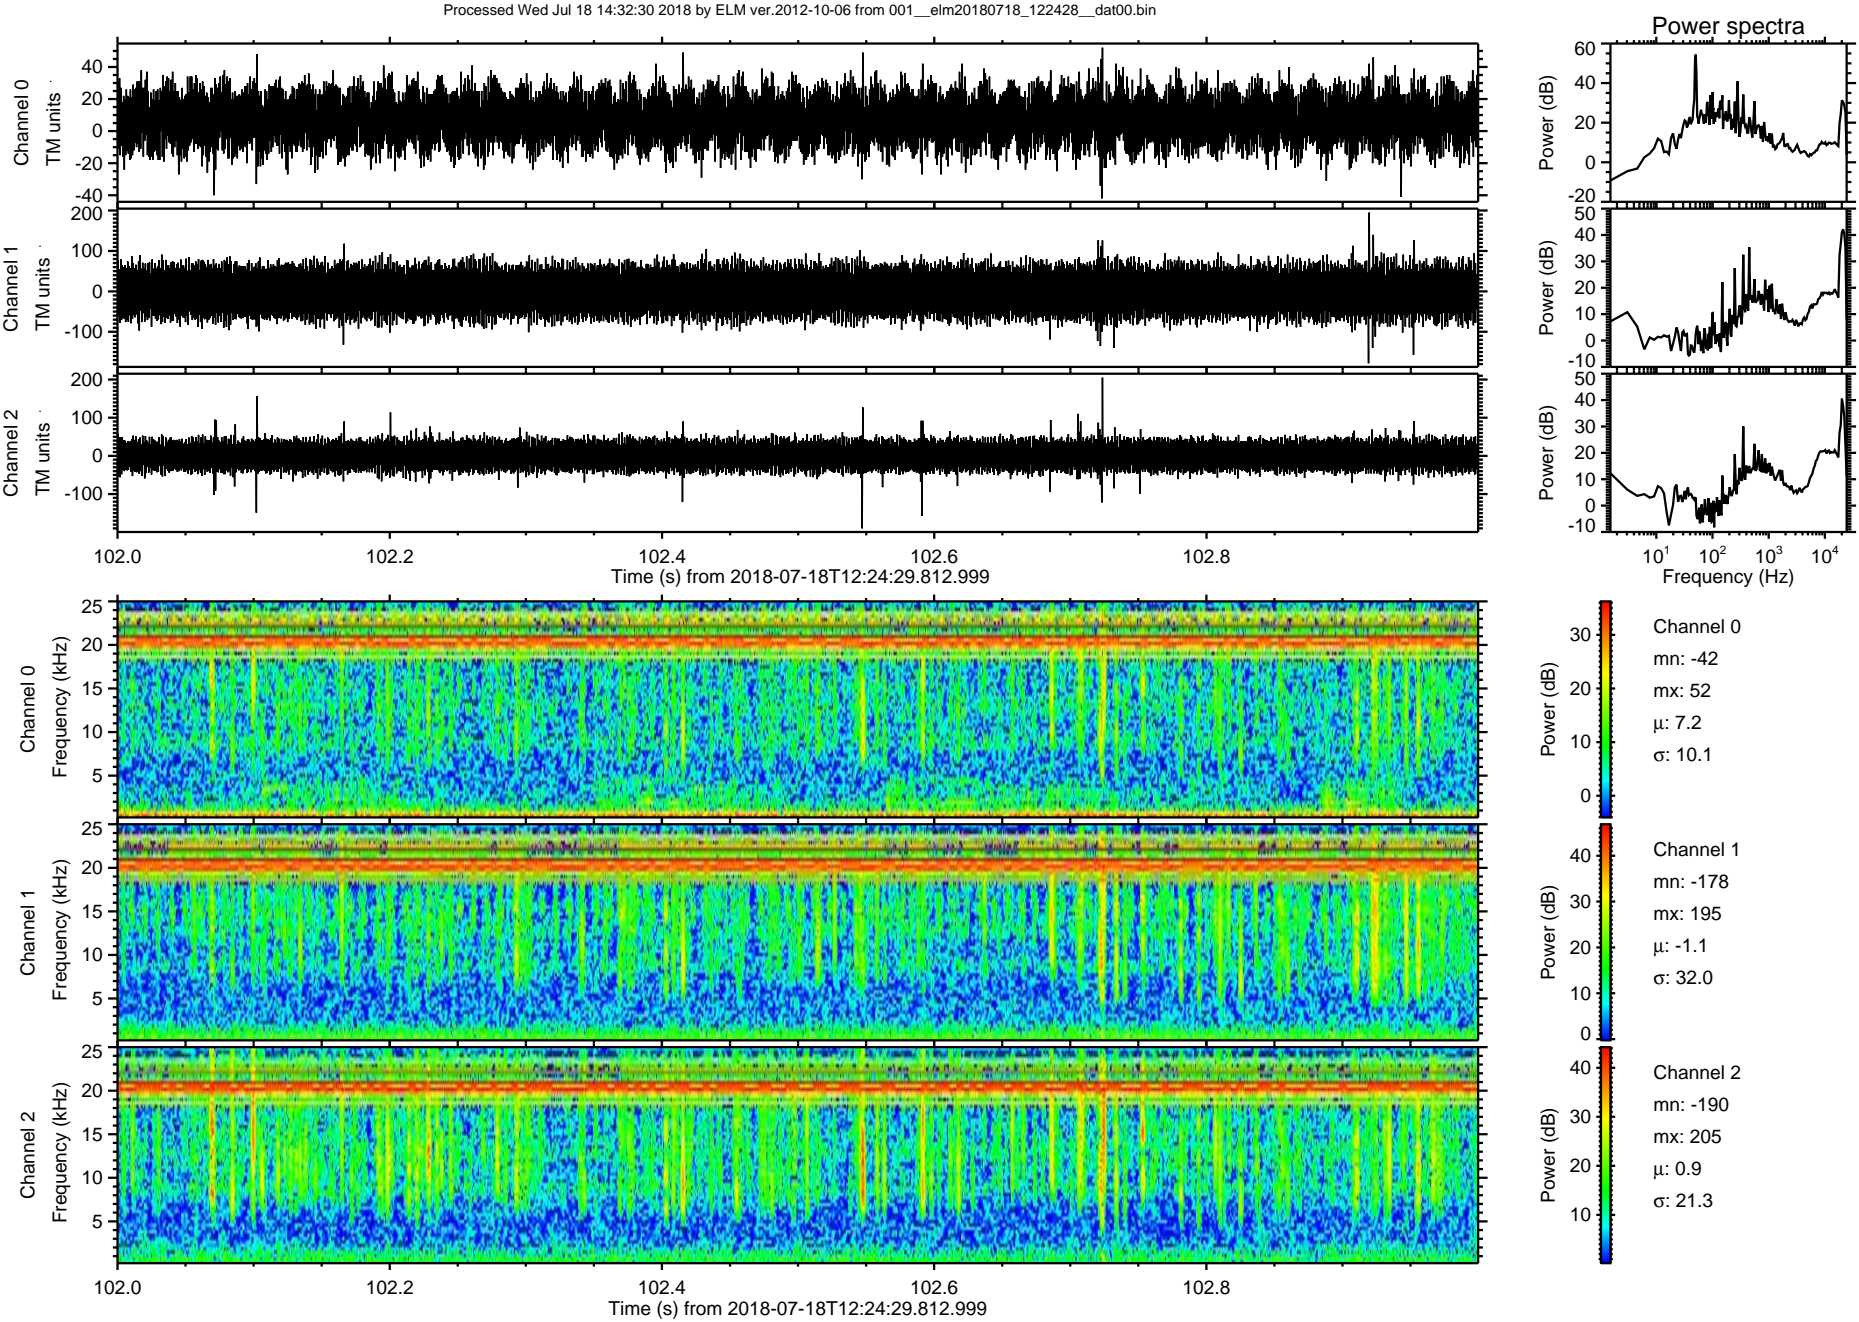 Processed Wed Jul 18 14:32:30 2018 by ELM ver.2012-10-06 from 001__elm20180718_122428__dat00.bin
Power spectra
Channel 0
TM units
40
20
0
-20
-40
Power (dB)
60
40
20
0
-20
Channel 1
TM units
200
100
0
-100
Power (dB)
50
40
30
20
10
0
-10
Channel 2
TM units
200
100
0
-100
Power (dB)
50
40
30
20
10
0
-10
102.0 102.2 102.4 102.6 102.8
Time (s) from 2018-07-18T12:24:29.812.999
10¹ 10² 10³ 10⁴
Frequency (Hz)
Channel 0
Frequency (kHz)
25
20
15
10
5
Power (dB)
30
20
10
0
Channel 0
mn: -42
mx: 52
μ: 7.2
σ: 10.1
Channel 1
Frequency (kHz)
25
20
15
10
5
Power (dB)
40
30
20
10
0
Channel 1
mn: -178
mx: 195
μ: -1.1
σ: 32.0
Channel 2
Frequency (kHz)
25
20
15
10
5
Power (dB)
40
30
20
10
Channel 2
mn: -190
mx: 205
μ: 0.9
σ: 21.3
102.0 102.2 102.4 102.6 102.8
Time (s) from 2018-07-18T12:24:29.812.999